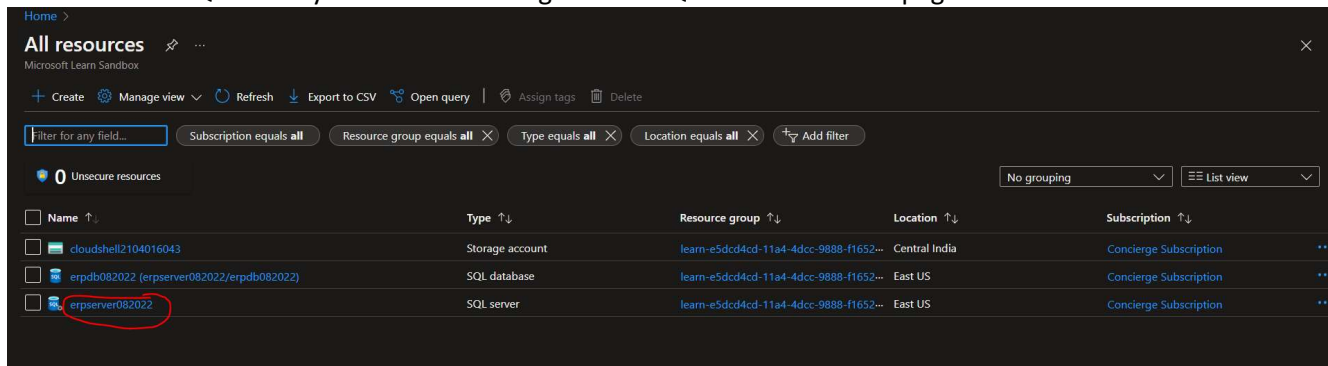 Home >
All resources ...
Microsoft Learn Sandbox
Create Manage view Refresh Export to CSV Open query | Assign tags Delete
Filter for any field... Subscription equals all Resource group equals all Type equals all Location equals all Add filter
0 Unsecure resources No grouping List view
Name Type Resource group Location Subscription
cloudshell2104016043 Storage account learn-e5dcd4cd-11a4-4dcc-9888-f1652... Central India Concierge Subscription
erpdb082022 (erpserver082022/erpdb082022) SQL database learn-e5dcd4cd-11a4-4dcc-9888-f1652... East US Concierge Subscription
erpserver082022 SQL server learn-e5dcd4cd-11a4-4dcc-9888-f1652... East US Concierge Subscription